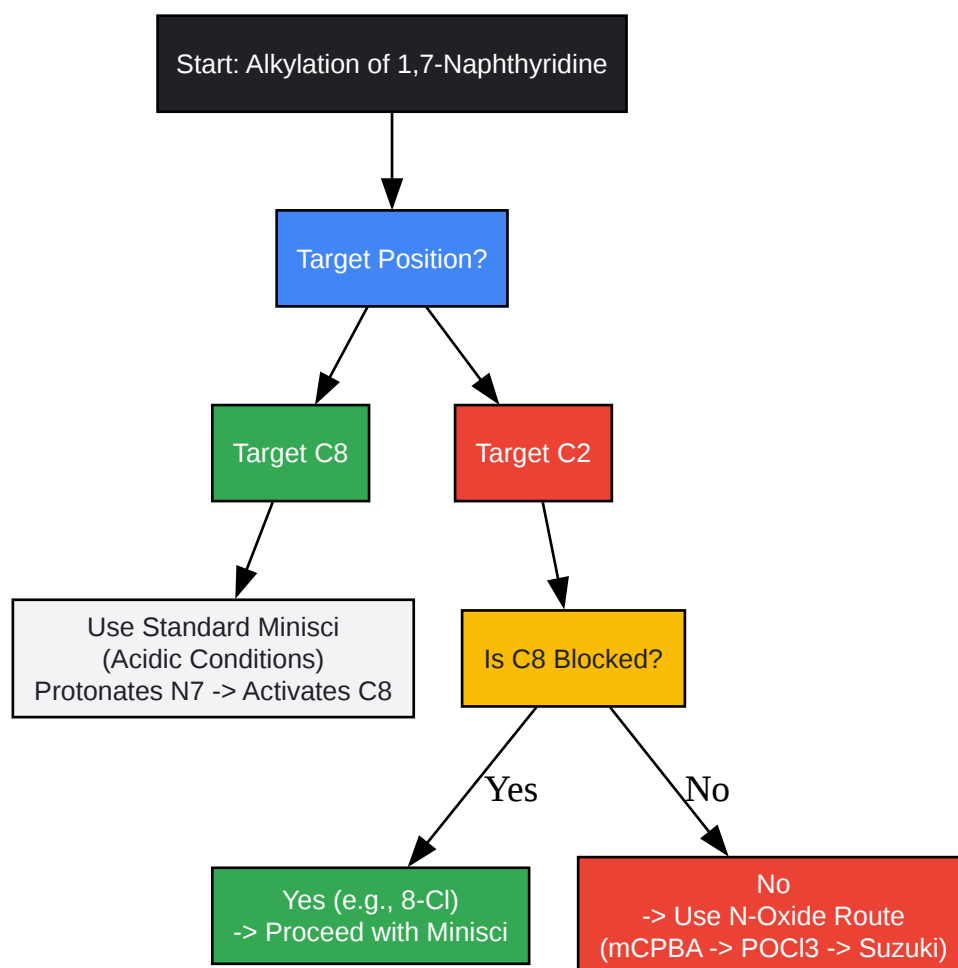 Start: Alkylation of 1,7-Naphthyridine
Target Position?
Target C8
Target C2
Use Standard Minisci
(Acidic Conditions)
Protonates N7 -> Activates C8
Is C8 Blocked?
Yes
No
Yes (e.g., 8-Cl)
-> Proceed with Minisci
No
-> Use N-Oxide Route
(mCPBA -> POCl3 -> Suzuki)